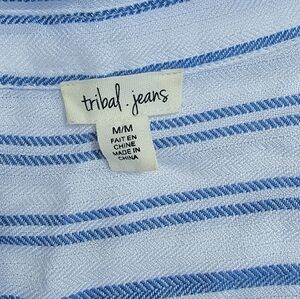 tribal.jeans
M/M
FAIT EN
CHINE
MADE IN
CHINA